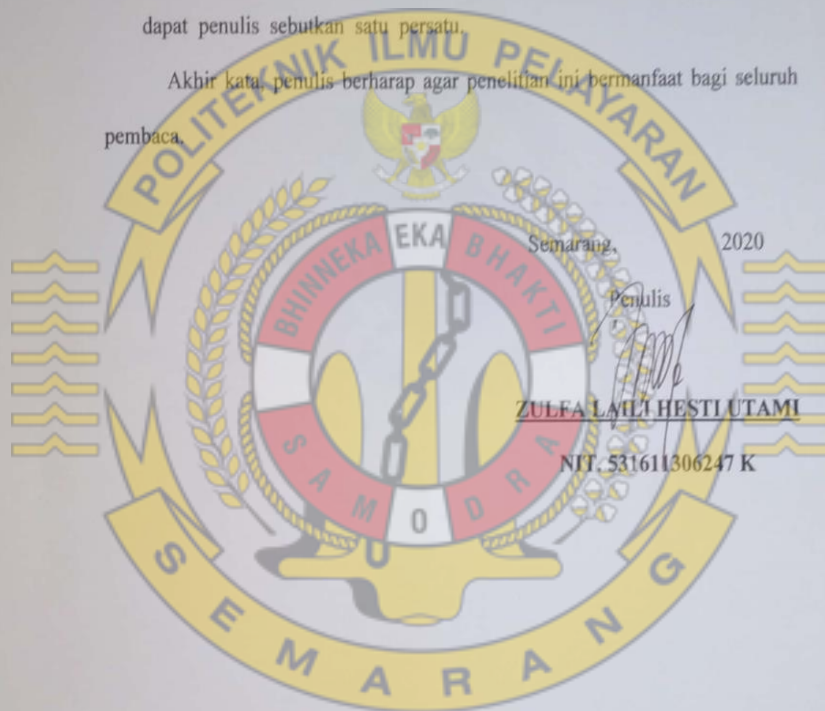 dapat penulis sebutkan satu persatu.
POLITEKNIK ILMU PELAYARAN
Akhir kata, penulis berharap agar penelitian ini bermanfaat bagi seluruh
pembaca.
BHINNEKA EKA BHAKTI
Semarang, 2020
Penulis
ZULFA LAILI HESTI UTAMI
NIT. 531611306247 K
SAMODRA
SEMARANG